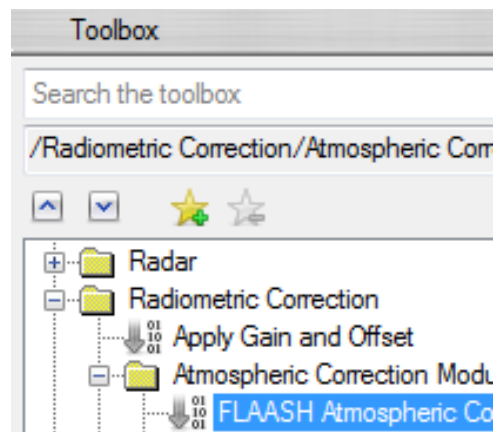 Toolbox
Search the toolbox
/Radiometric Correction/Atmospheric Corr
Radar
Radiometric Correction
Apply Gain and Offset
Atmospheric Correction Modu
FLAASH Atmospheric Co